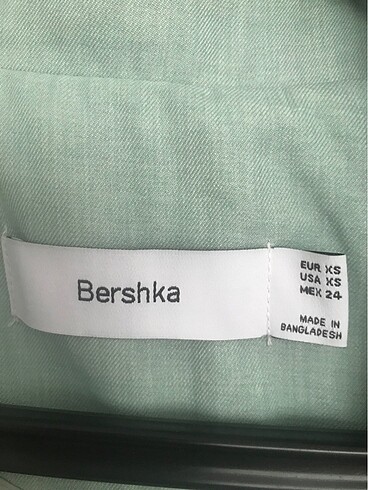 Bershka
EUR XS
USA XS
MEX 24
MADE IN
BANGLADESH